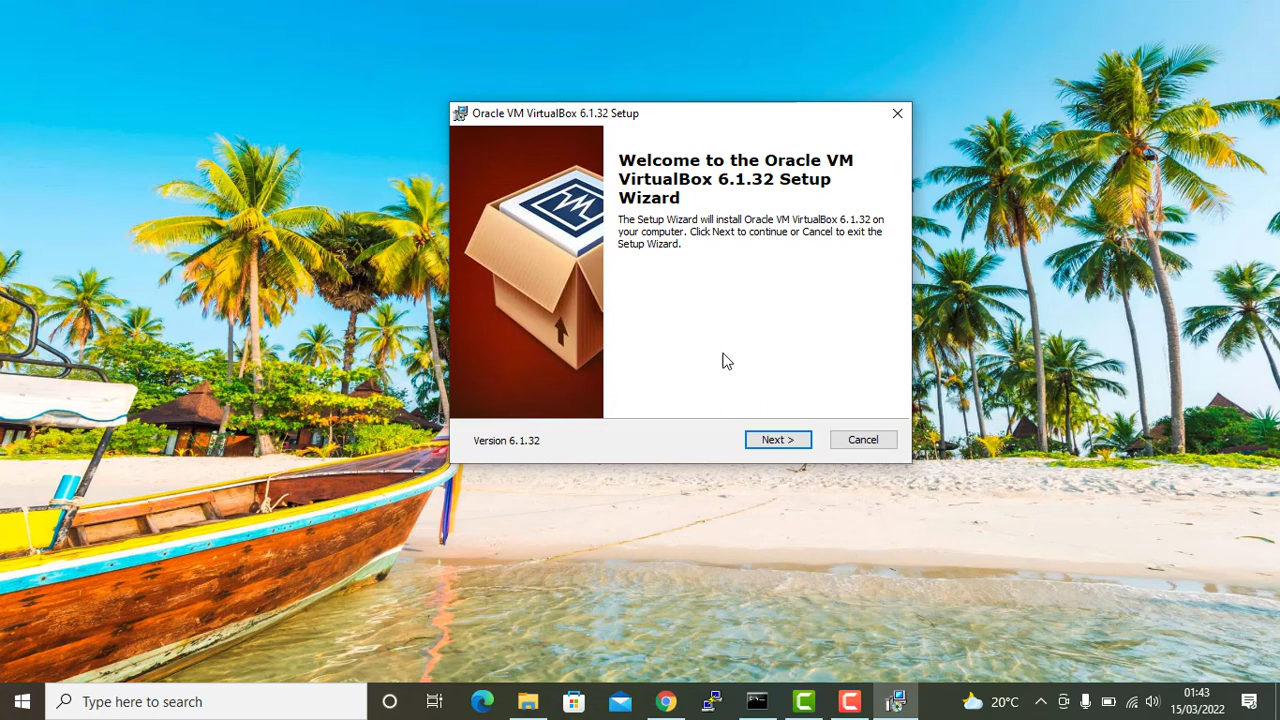 Oracle VM VirtualBox 6.1.32 Setup
Welcome to the Oracle VM
VirtualBox 6.1.32 Setup
Wizard
The Setup Wizard will install Oracle VM VirtualBox 6.1.32 on
your computer. Click Next to continue or Cancel to exit the
Setup Wizard.
Version 6.1.32
Next >
Cancel
Type here to search
20°C
01:43
15/03/2022